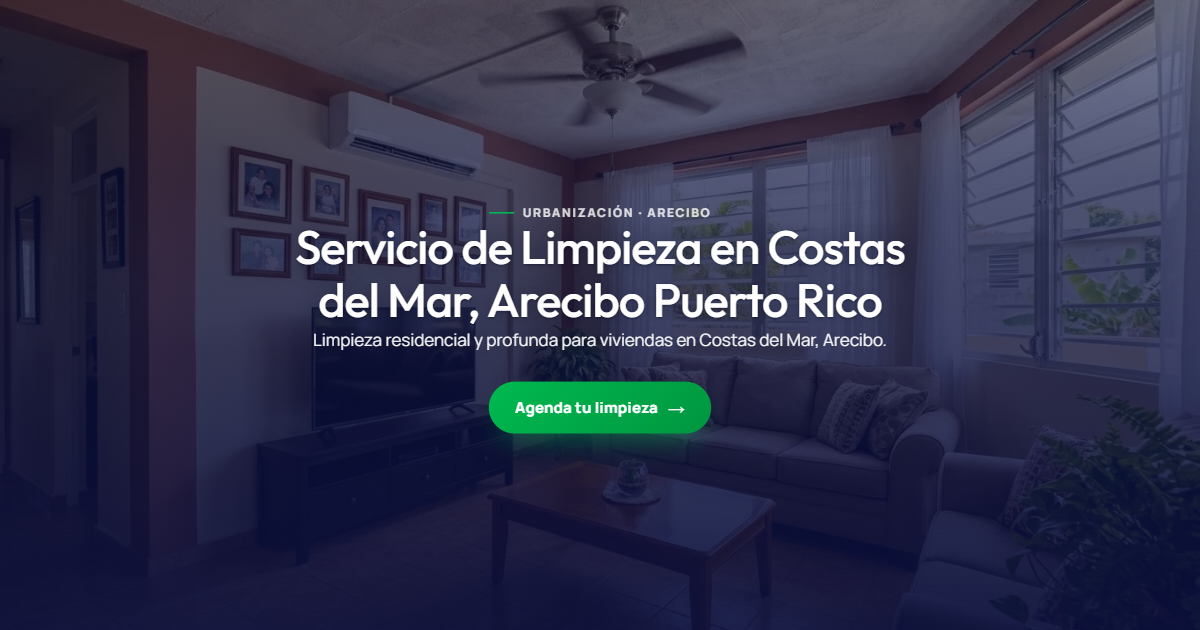 URBANIZACIÓN · ARECIBO
Servicio de Limpieza en Costas
del Mar, Arecibo Puerto Rico
Limpieza residencial y profunda para viviendas en Costas del Mar, Arecibo.
Agenda tu limpieza →